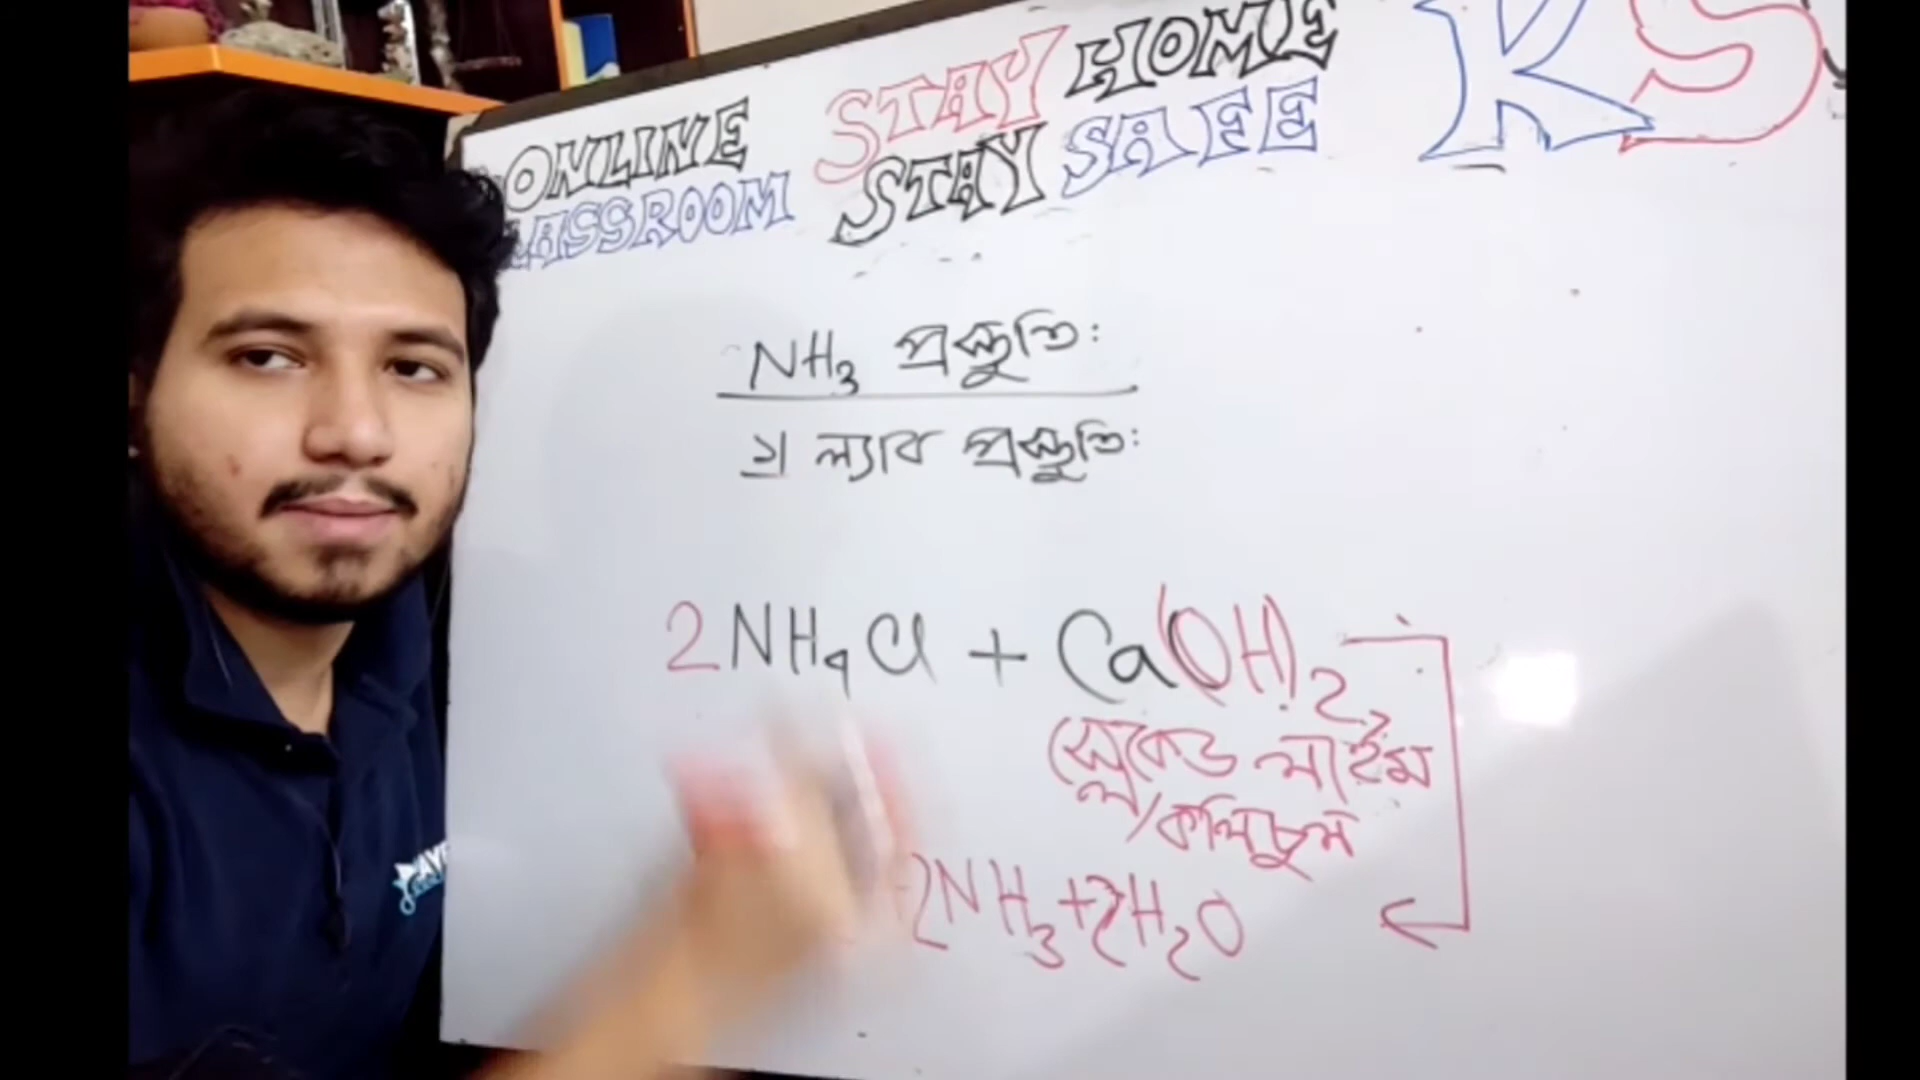 ONLINE
CLASSROOM
STAY HOME
STAY SAFE
KS
NH3 প্রস্তুতি:
১। ল্যাব প্রস্তুতি:
2NH4Cl + Ca(OH)2
স্লেকেড লাইম
/কলিচুন
2NH3+2H2O